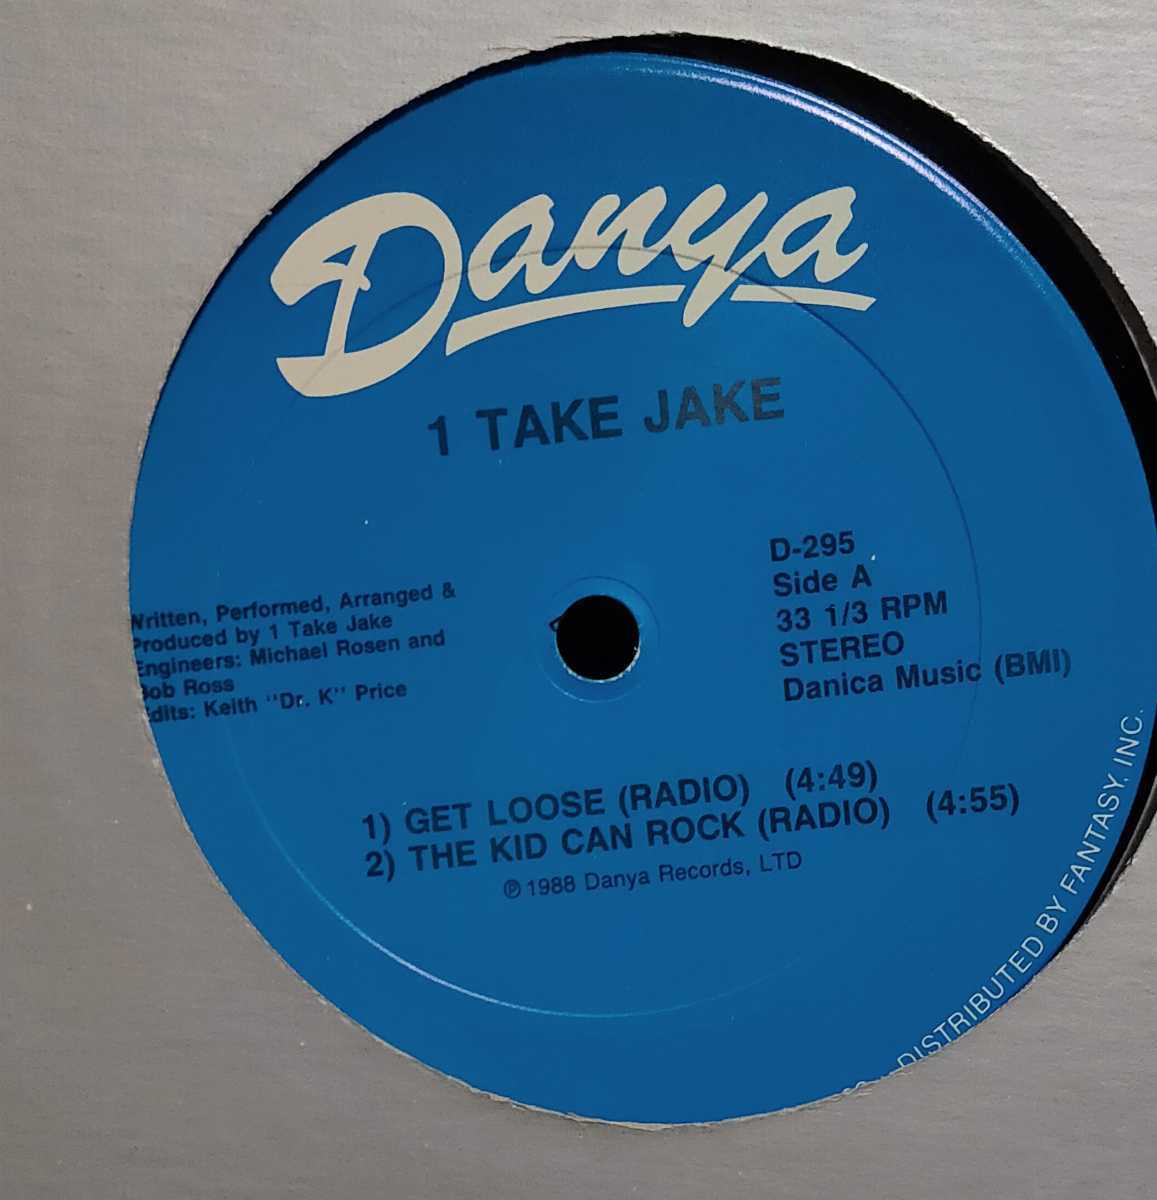 Danya
1 TAKE JAKE
D-295
Side A
33 1/3 RPM
STEREO
Danica Music (BMI)
Written, Performed, Arranged &
Produced by 1 Take Jake
Engineers: Michael Rosen and
Bob Ross
Edits: Keith "Dr. K" Price
1) GET LOOSE (RADIO) (4:49)
2) THE KID CAN ROCK (RADIO) (4:55)
℗ 1988 Danya Records, LTD
DISTRIBUTED BY FANTASY, INC.